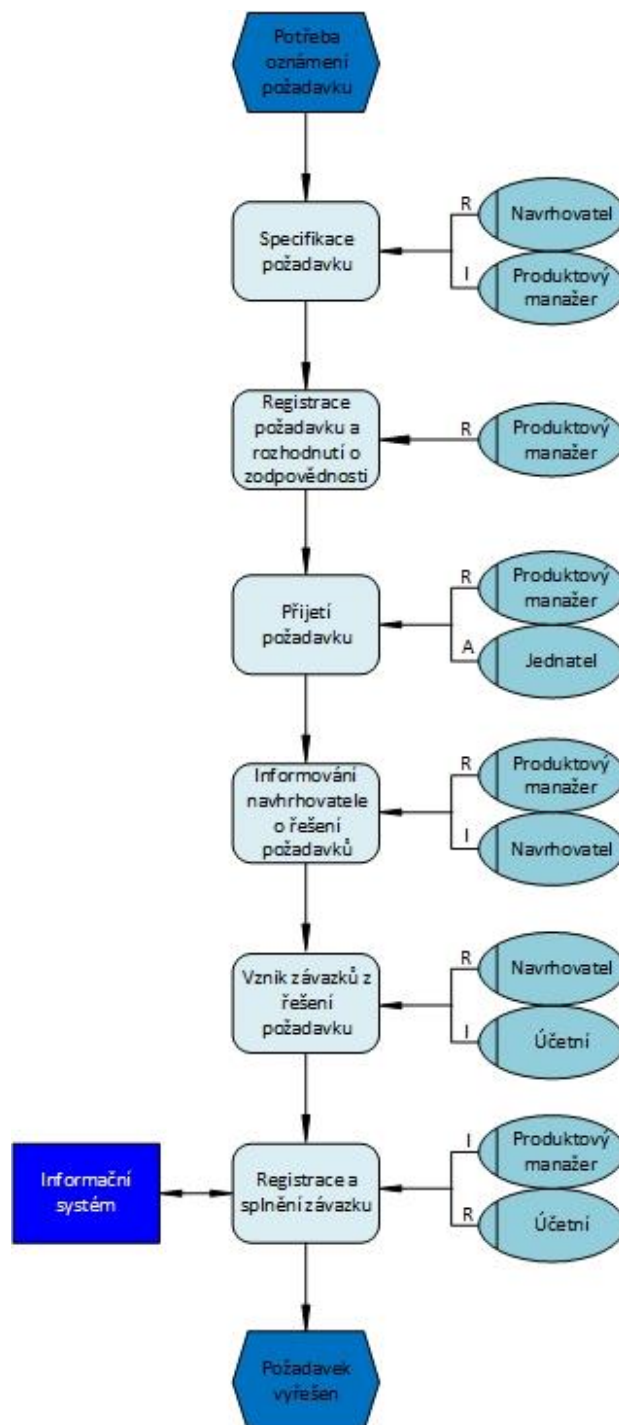 Potřeba
oznámení
požadavku
Specifikace
požadavku
R
Navrhovatel
I
Produktový
manažer
Registrace
požadavku a
rozhodnutí o
zodpovědnosti
R
Produktový
manažer
Přijetí
požadavku
R
Produktový
manažer
A
Jednatel
Informování
navhrhovatele
o řešení
požadavků
R
Produktový
manažer
I
Navrhovatel
Vznik závazků z
řešení
požadavku
R
Navrhovatel
I
Účetní
Informační
systém
Registrace a
splnění závazku
I
Produktový
manažer
R
Účetní
Požadavek
vyřešen